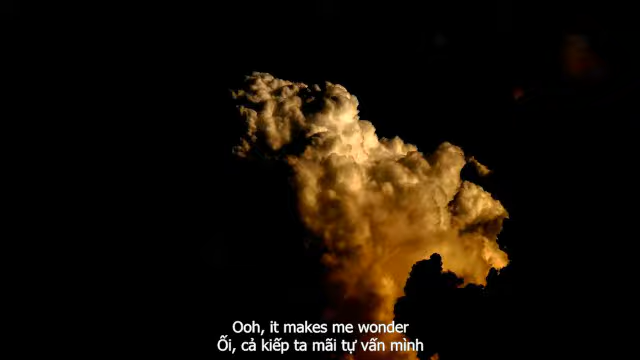 Ooh, it makes me wonder
Ối, cả kiếp ta mãi tự vấn mình